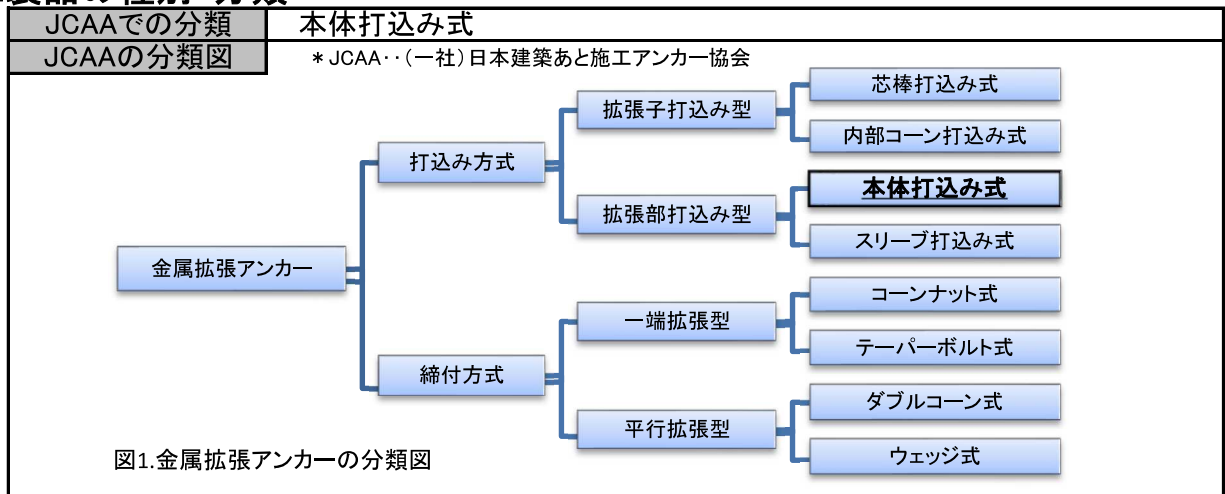 製品の種別・分類
JCAAでの分類 本体打込み式
JCAAの分類図 *JCAA‥(一社)日本建築あと施工アンカー協会
芯棒打込み式
拡張子打込み型
内部コーン打込み式
打込み方式
本体打込み式
拡張部打込み型
スリーブ打込み式
金属拡張アンカー
コーンナット式
一端拡張型
テーパーボルト式
締付方式
ダブルコーン式
平行拡張型
ウェッジ式
図1.金属拡張アンカーの分類図